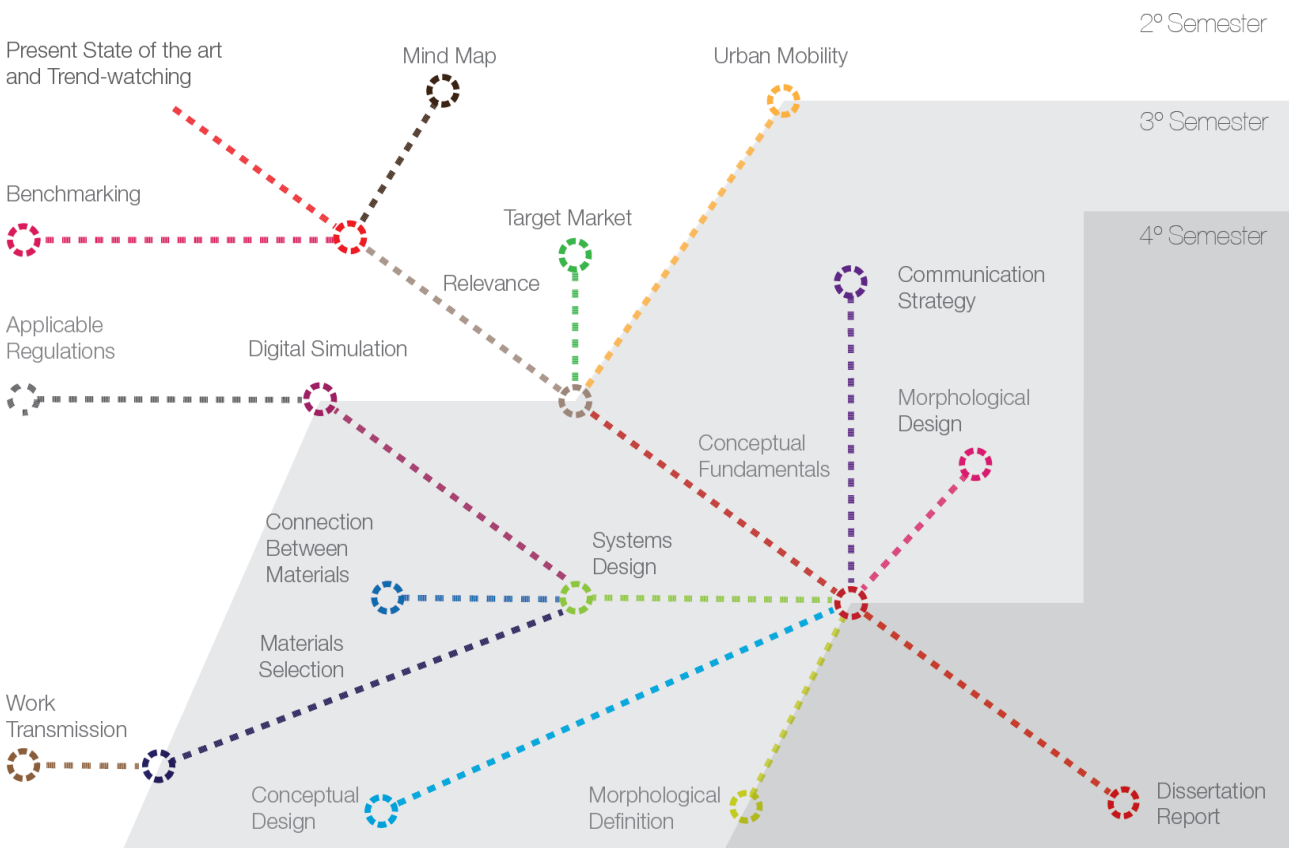 2º Semester
Present State of the art
and Trend-watching
Mind Map
Urban Mobility
3º Semester
Benchmarking
Target Market
4º Semester
Relevance
Communication
Strategy
Applicable
Regulations
Digital Simulation
Morphological
Design
Conceptual
Fundamentals
Connection
Between
Materials
Systems
Design
Materials
Selection
Work
Transmission
Conceptual
Design
Morphological
Definition
Dissertation
Report